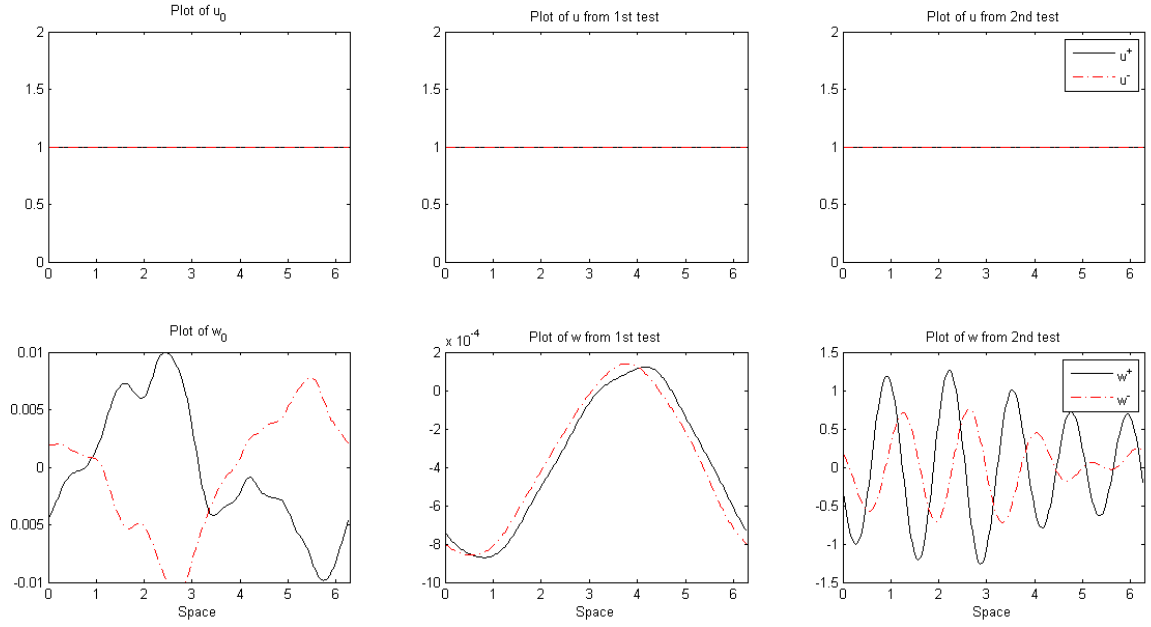 Plot of u0
2
1.5
1
0.5
0
0 1 2 3 4 5 6
Plot of u from 1st test
2
1.5
1
0.5
0
0 1 2 3 4 5 6
Plot of u from 2nd test
2
1.5
1
0.5
0
0 1 2 3 4 5 6
u+
u-
Plot of w0
0.01
0.005
0
0.005
-0.01
0 1 2 3 4 5 6
Space
Plot of w from 1st test
x 10-4
2
0
-2
-4
-6
-8
-10
0 1 2 3 4 5 6
Space
Plot of w from 2nd test
1.5
1
0.5
0
-0.5
-1
-1.5
0 1 2 3 4 5 6
Space
w+
w-